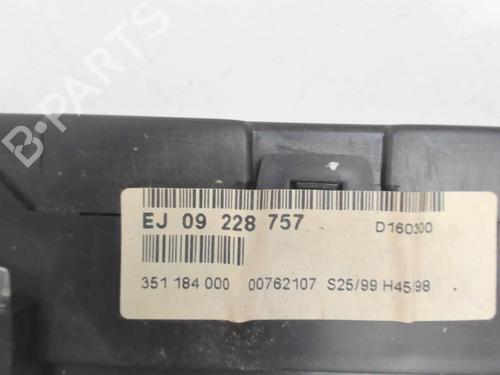 B-PARTS
EJ 09 228 757 D160300
351 184 000 00762107 S25/99 H45/98